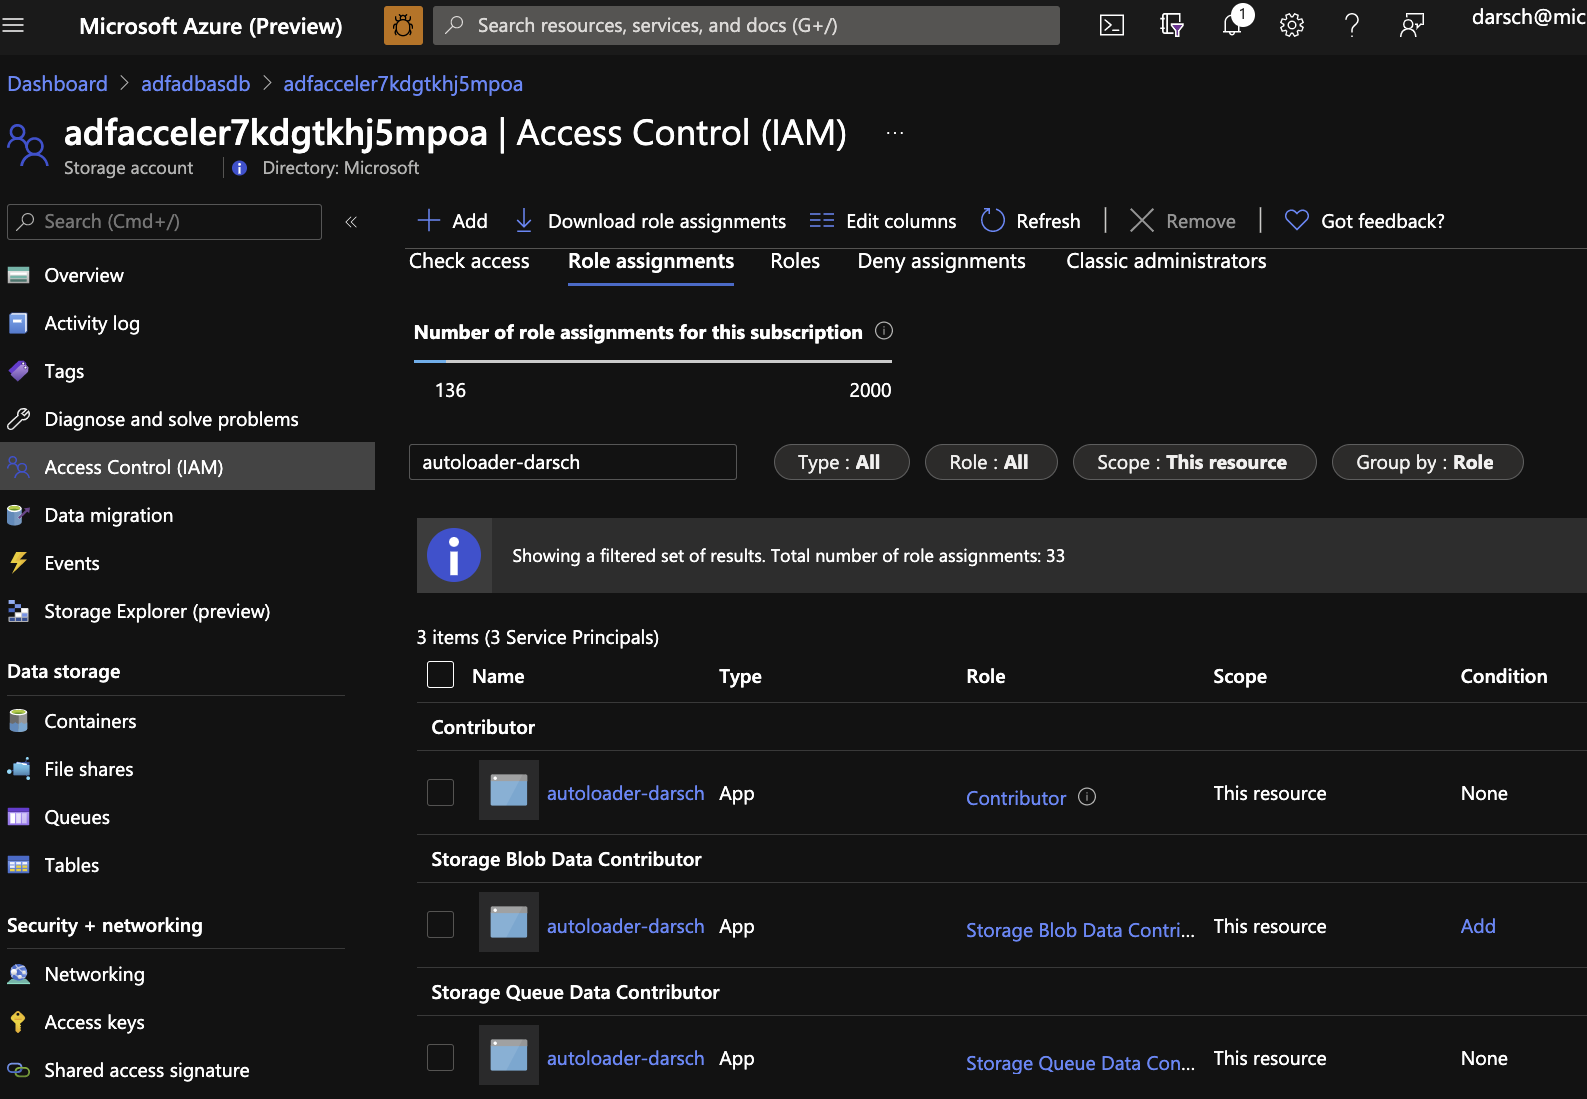 Microsoft Azure (Preview)
Search resources, services, and docs (G+/)
1
darsch@mic
Dashboard > adfadbasdb > adfacceler7kdgtkhj5mpoa
adfacceler7kdgtkhj5mpoa | Access Control (IAM) ...
Storage account
Directory: Microsoft
Search (Cmd+/)
«
Overview
Activity log
Tags
Diagnose and solve problems
Access Control (IAM)
Data migration
Events
Storage Explorer (preview)
Data storage
Containers
File shares
Queues
Tables
Security + networking
Networking
Access keys
Shared access signature
Add
Download role assignments
Edit columns
Refresh
Remove
Got feedback?
Check access
Role assignments
Roles
Deny assignments
Classic administrators
Number of role assignments for this subscription
136
2000
autoloader-darsch
Type : All
Role : All
Scope : This resource
Group by : Role
Showing a filtered set of results. Total number of role assignments: 33
3 items (3 Service Principals)
Name Type Role Scope Condition
Contributor
autoloader-darsch App Contributor This resource None
Storage Blob Data Contributor
autoloader-darsch App Storage Blob Data Contri... This resource Add
Storage Queue Data Contributor
autoloader-darsch App Storage Queue Data Con... This resource None